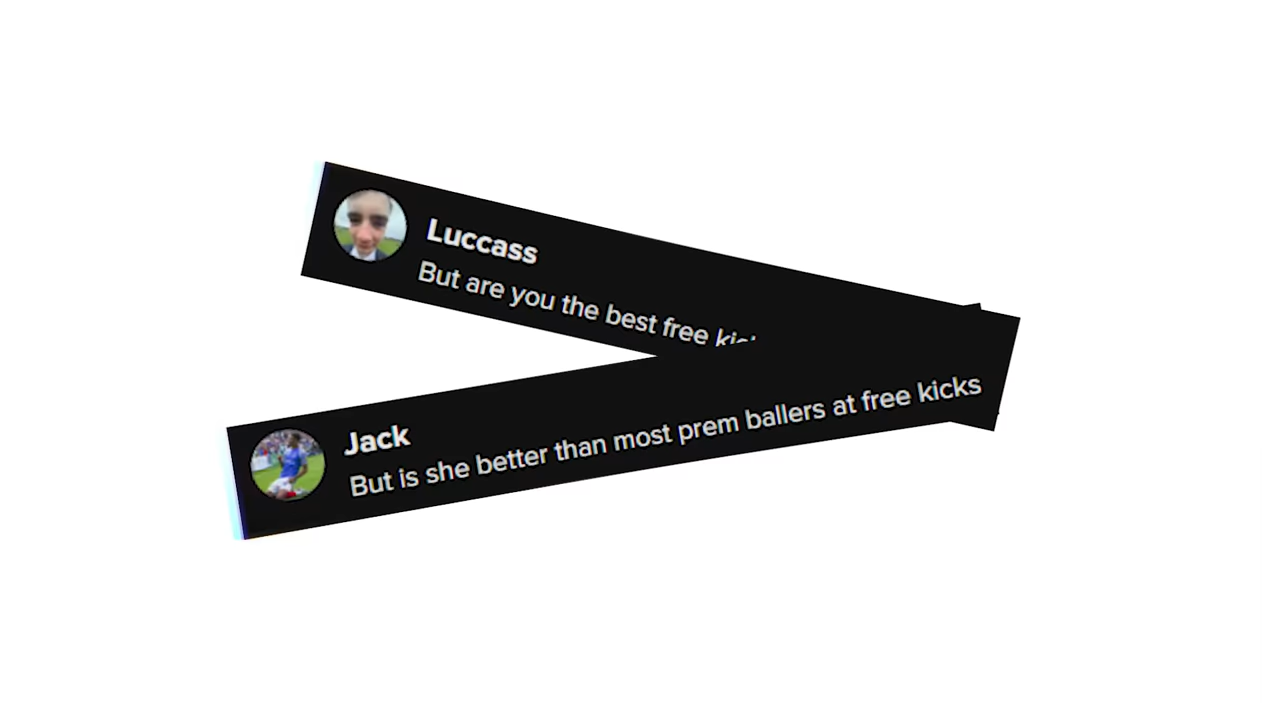 Luccass
But are you the best free
Jack
But is she better than most prem ballers at free kicks